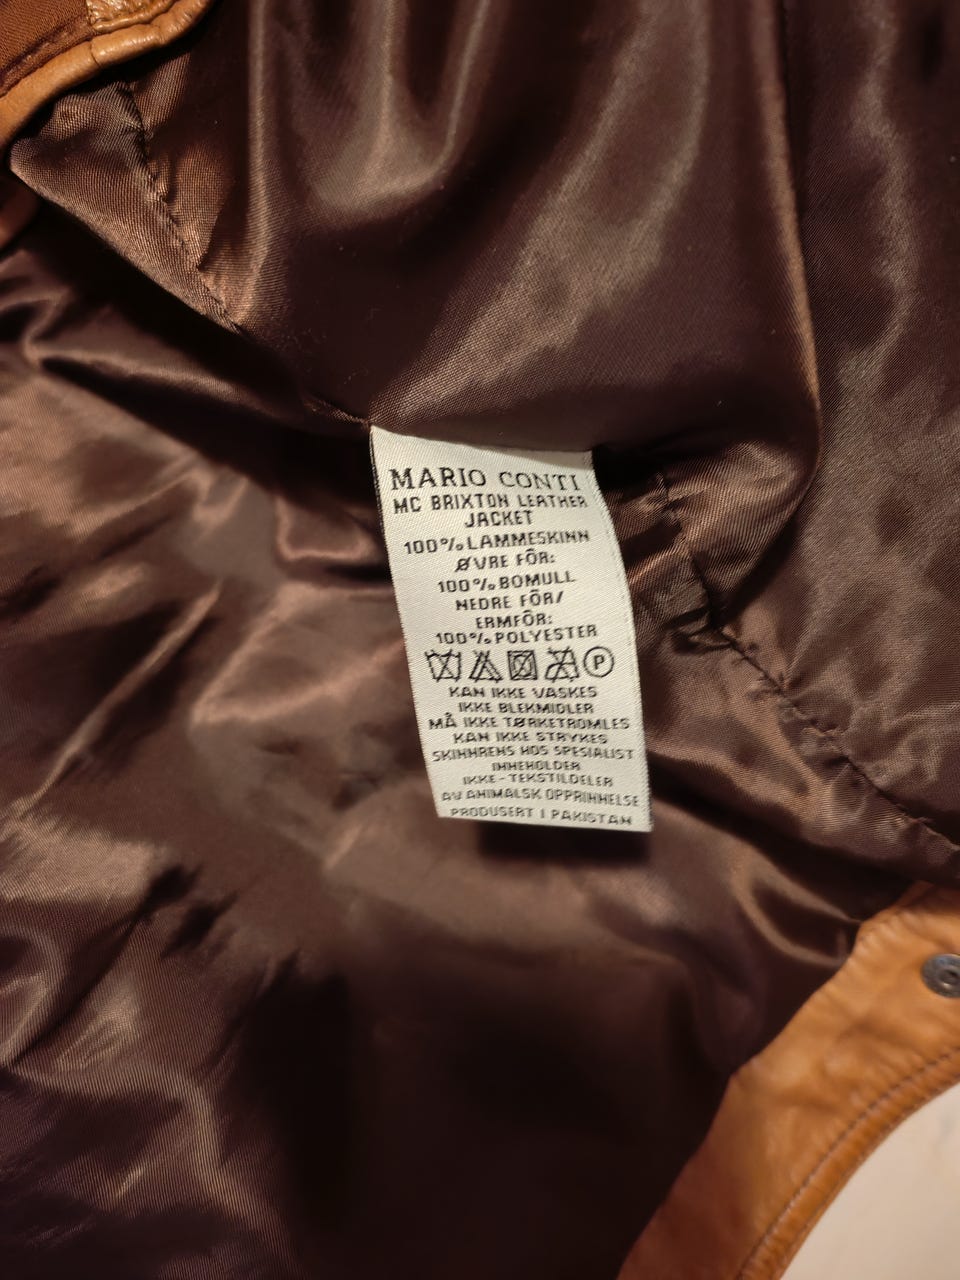 MARIO CONTI
MC BRIXTON LEATHER
JACKET
100% LAMMESKINN
ØVRE FÔR:
100% BOMULL
NEDRE FÔR/
ERMFÔR:
100% POLYESTER
P
KAN IKKE VASKES
IKKE BLEKMIDLER
MÅ IKKE TØRKETROMLES
KAN IKKE STRYKES
SKINNRENS HOS SPESIALIST
INNEHOLDER
IKKE-TEKSTILDELER
AV ANIMALSK OPPRINNELSE
PRODUSERT I PAKISTAN